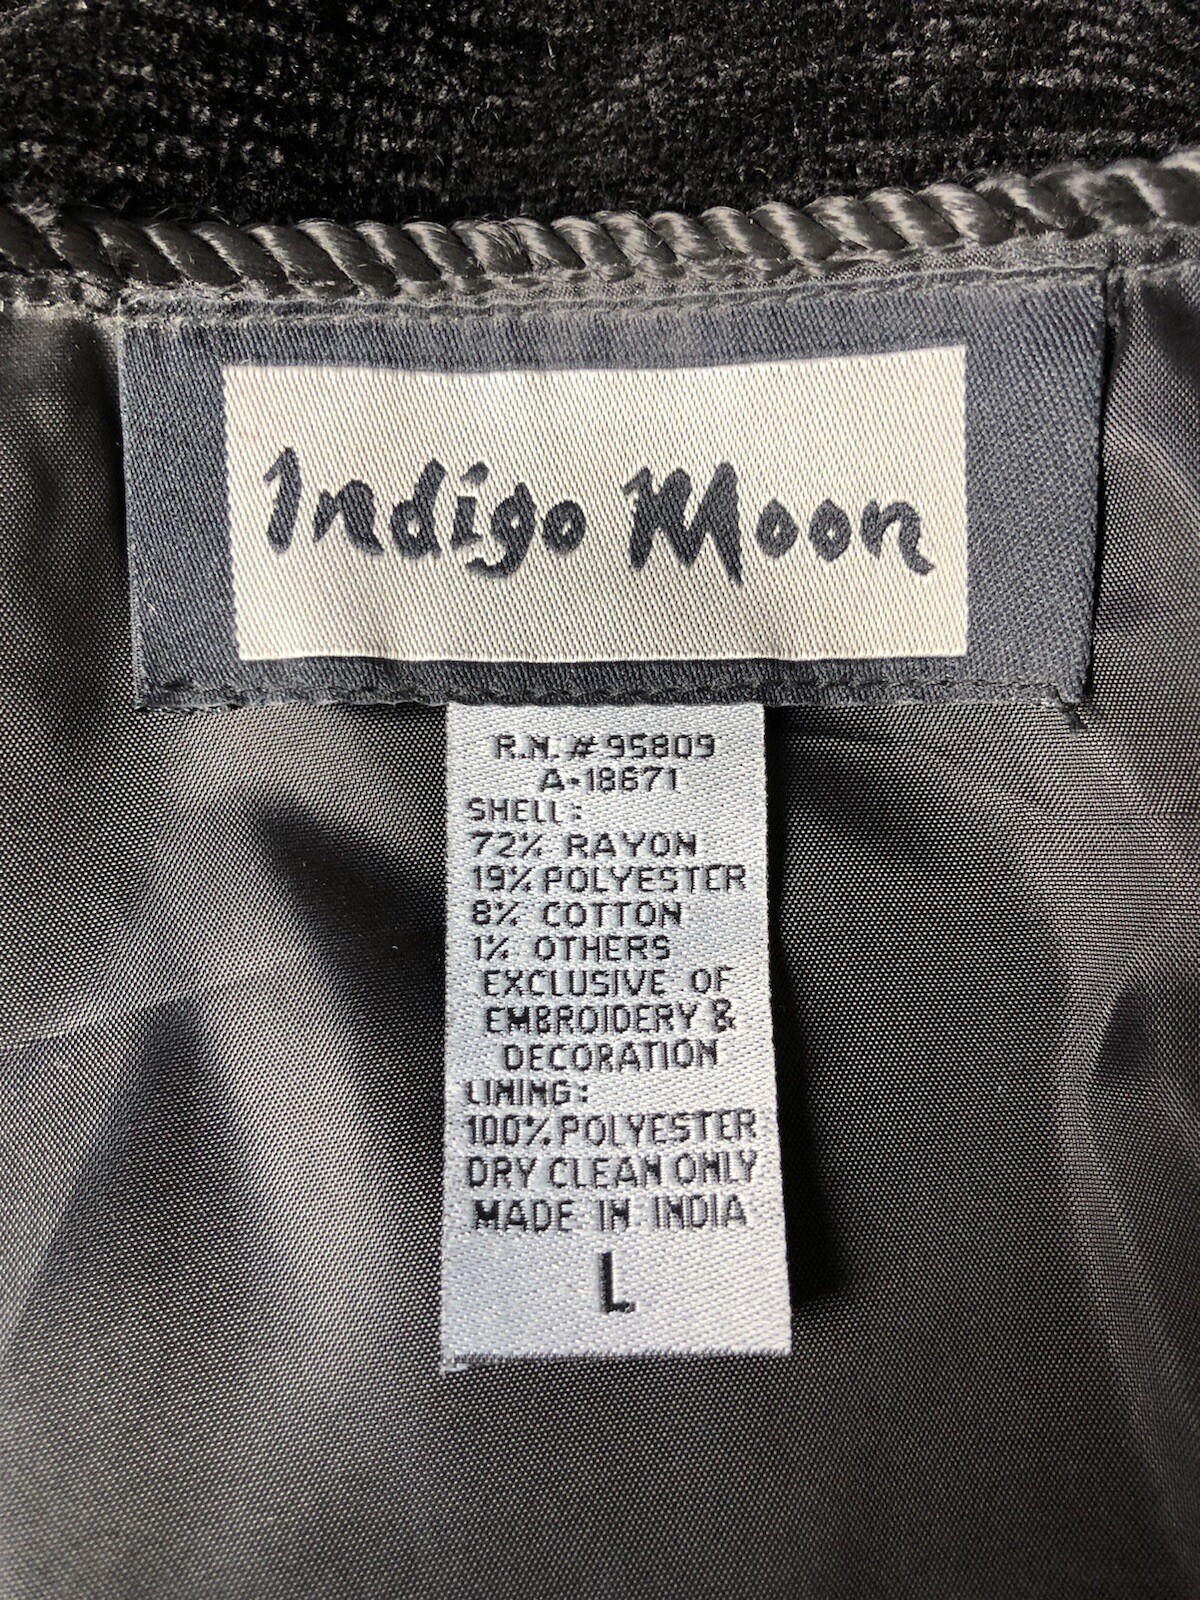 Indigo Moon
R.N. # 95809
A-18671
SHELL:
72% RAYON
19% POLYESTER
8% COTTON
1% OTHERS
EXCLUSIVE OF
EMBROIDERY &
DECORATION
LINING:
100% POLYESTER
DRY CLEAN ONLY
MADE IN INDIA
L